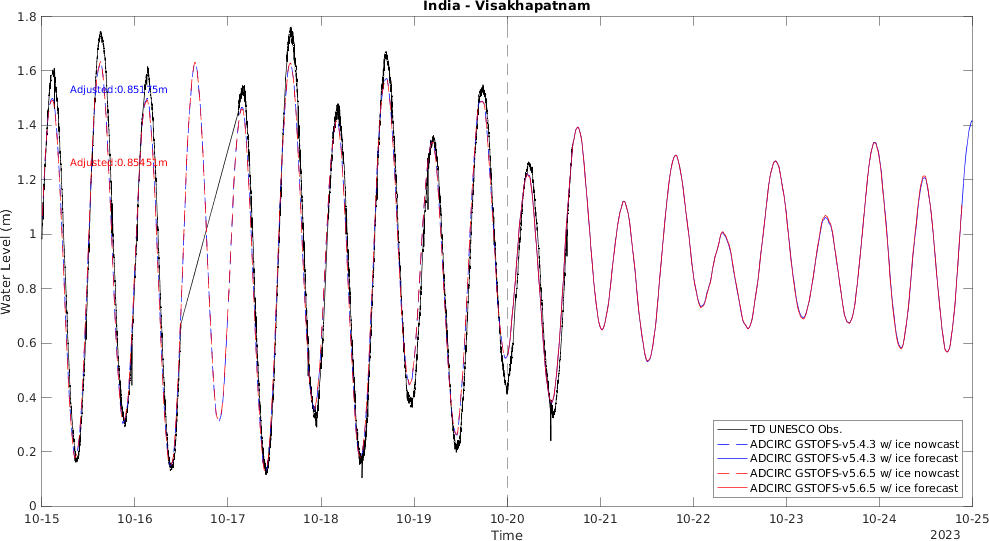 India - Visakhapatnam
Water Level (m)
1.8
1.6
1.4
1.2
1
0.8
0.6
0.4
0.2
0
Adjusted:0.85175m
Adjusted:0.85451m
TD UNESCO Obs.
ADCIRC GSTOFS-v5.4.3 w/ ice nowcast
ADCIRC GSTOFS-v5.4.3 w/ ice forecast
ADCIRC GSTOFS-v5.6.5 w/ ice nowcast
ADCIRC GSTOFS-v5.6.5 w/ ice forecast
10-15 10-16 10-17 10-18 10-19 10-20 10-21 10-22 10-23 10-24 10-25
Time
2023